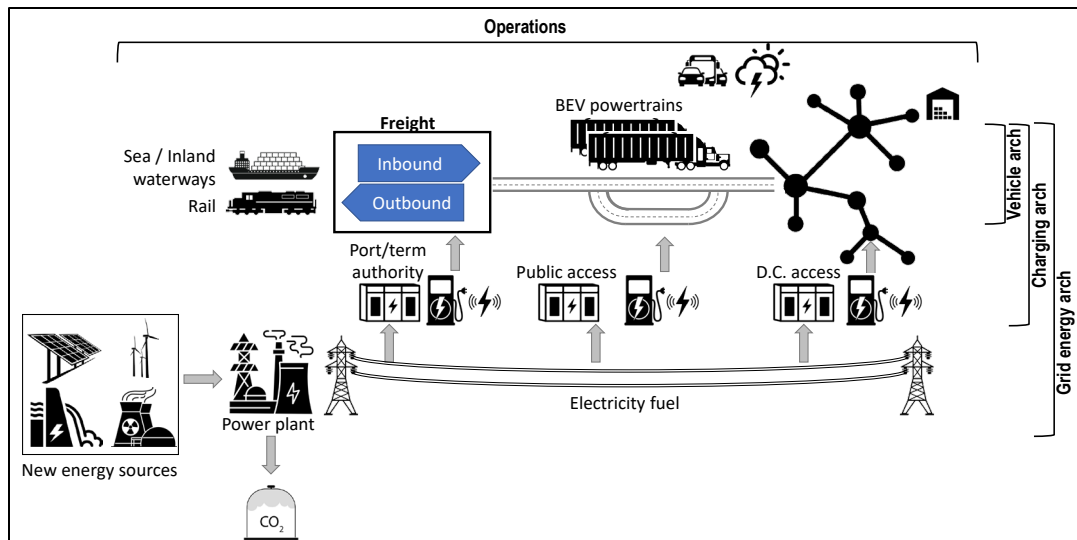 Operations
BEV powertrains
Freight
Sea / Inland
waterways
Inbound
Rail
Outbound
Vehicle arch
Charging arch
Grid energy arch
Port/term
authority
Public access
D.C. access
Electricity fuel
Power plant
New energy sources
CO2